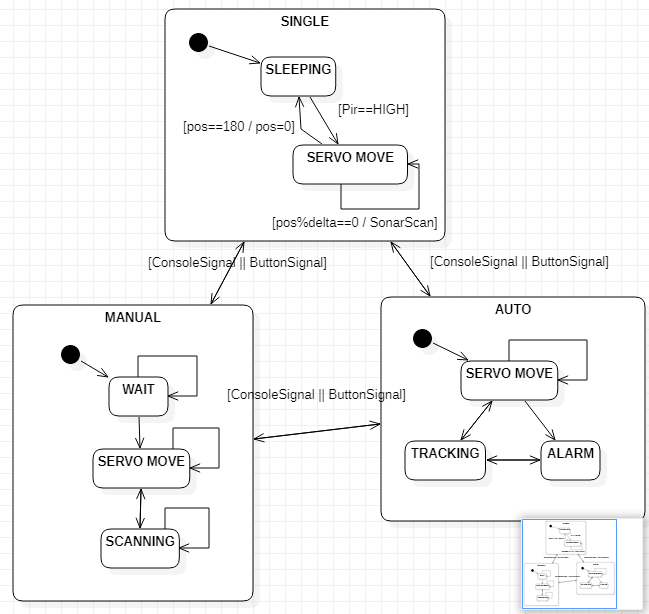 SINGLE
SLEEPING
[Pir==HIGH]
[pos==180 / pos=0]
SERVO MOVE
[pos%delta==0 / SonarScan]
[ConsoleSignal || ButtonSignal]
[ConsoleSignal || ButtonSignal]
MANUAL
WAIT
SERVO MOVE
SCANNING
[ConsoleSignal || ButtonSignal]
AUTO
SERVO MOVE
TRACKING
ALARM